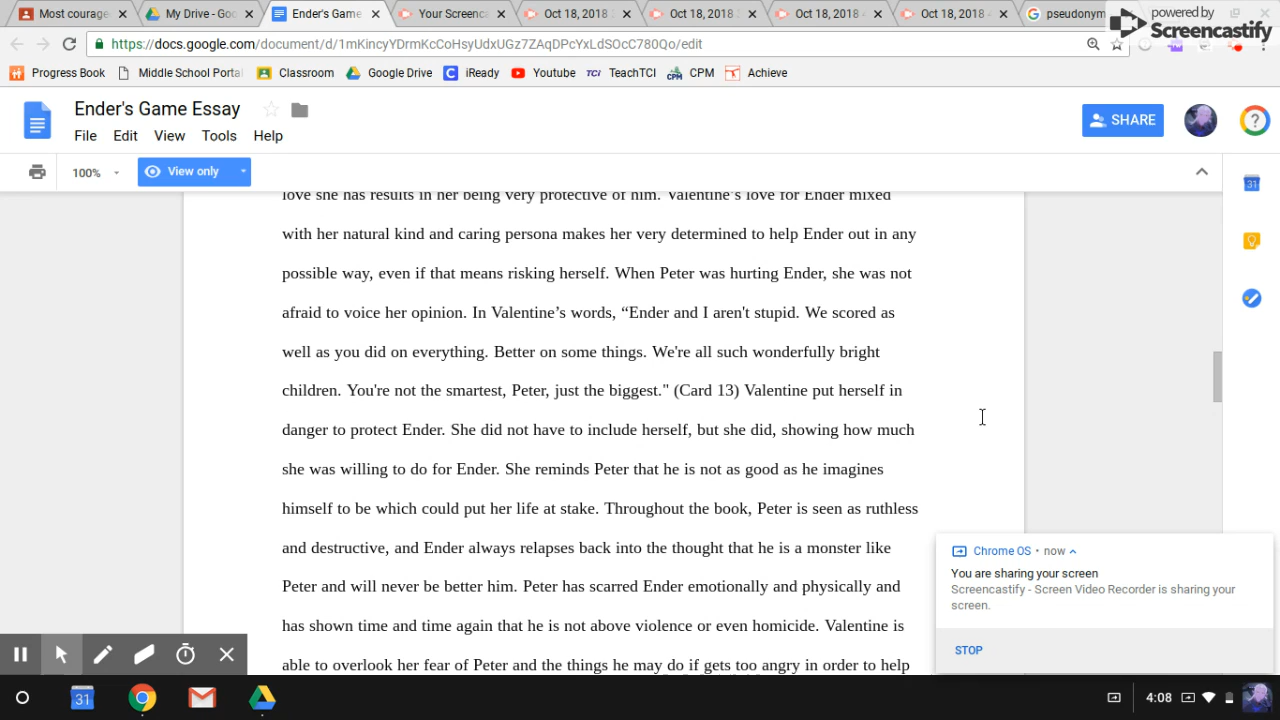 Most courage
My Drive - Goo
Ender's Game
Your Screenca
Oct 18, 2018
Oct 18, 2018
Oct 18, 2018
Oct 18, 2018
pseudonym
powered by
Screencastify
https://docs.google.com/document/d/1mKincyYDrnKcCoHsyUdxUGz7ZAqDPcYxLdSOcC780Qo/edit
Progress Book
Middle School Portal
Classroom
Google Drive
iReady
Youtube
TCi TeachTCI
CPM CPM
Achieve
Ender's Game Essay
SHARE
File Edit View Tools Help
100% View only
31
love she has results in her being very protective of him. Valentine's love for Ender mixed
with her natural kind and caring persona makes her very determined to help Ender out in any
possible way, even if that means risking herself. When Peter was hurting Ender, she was not
afraid to voice her opinion. In Valentine’s words, “Ender and I aren't stupid. We scored as
well as you did on everything. Better on some things. We're all such wonderfully bright
children. You're not the smartest, Peter, just the biggest." (Card 13) Valentine put herself in
danger to protect Ender. She did not have to include herself, but she did, showing how much
she was willing to do for Ender. She reminds Peter that he is not as good as he imagines
himself to be which could put her life at stake. Throughout the book, Peter is seen as ruthless
and destructive, and Ender always relapses back into the thought that he is a monster like
Peter and will never be better him. Peter has scarred Ender emotionally and physically and
has shown time and time again that he is not above violence or even homicide. Valentine is
able to overlook her fear of Peter and the things he may do if gets too angry in order to help
Chrome OS • now
You are sharing your screen
Screencastify - Screen Video Recorder is sharing your
screen.
STOP
31
4:08